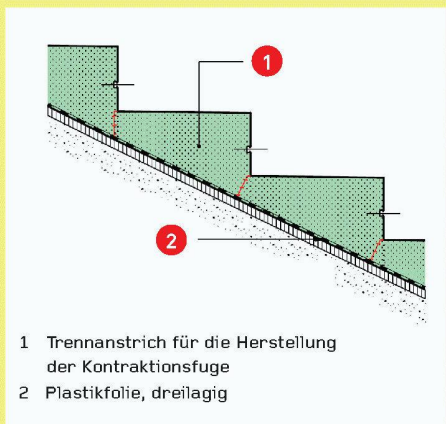 1
2
1 Trennanstrich für die Herstellung
der Kontraktionsfuge
2 Plastikfolie, dreilagig